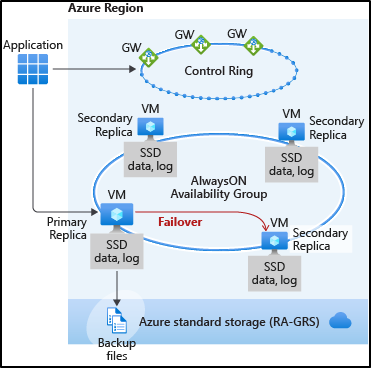 Azure Region
Application
GW
GW
GW
Control Ring
VM
Secondary
Replica
SSD
data, log
VM
Secondary
Replica
SSD
data, log
AlwaysON
Availability Group
VM
Primary
Replica
SSD
data, log
Failover
VM
Secondary
Replica
SSD
data, log
Azure standard storage (RA-GRS)
Backup
files